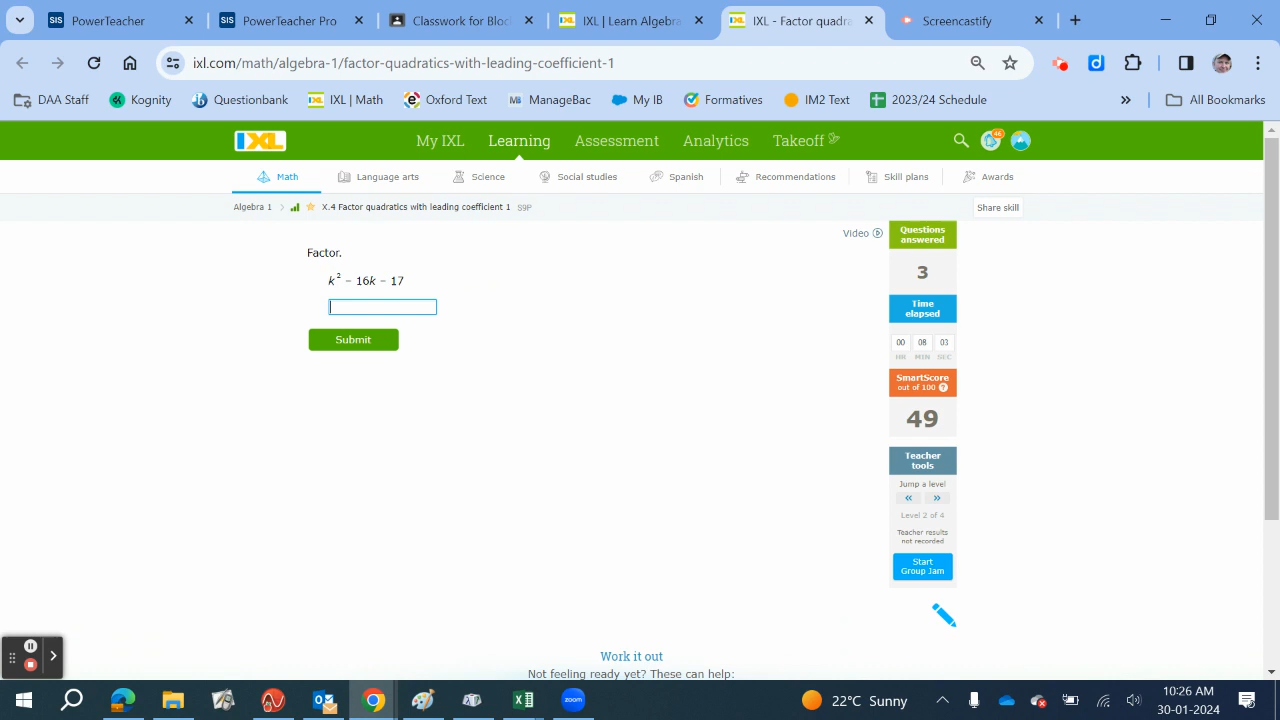 SIS PowerTeacher
SIS PowerTeacher Pro
Classwork for Bloc
IXL | Learn Algebra
IXL - Factor quadra
Screencastify
ixl.com/math/algebra-1/factor-quadratics-with-leading-coefficient-1
DAA Staff
Kognity
Questionbank
IXL | Math
Oxford Text
ManageBac
My IB
Formatives
IM2 Text
2023/24 Schedule
All Bookmarks
IXL
My IXL
Learning
Assessment
Analytics
Takeoff
46
Math
Language arts
Science
Social studies
Spanish
Recommendations
Skill plans
Awards
Algebra 1
X.4 Factor quadratics with leading coefficient 1 S9P
Share skill
Video
Factor.
k² − 16k − 17
Submit
Questions
answered
3
Time
elapsed
00 08 03
HR MIN SEC
SmartScore
out of 100 ?
49
Teacher
tools
Jump a level
« »
Level 2 of 4
Teacher results
not recorded
Start
Group Jam
Work it out
Not feeling ready yet? These can help:
zoom
22°C Sunny
10:26 AM
30-01-2024